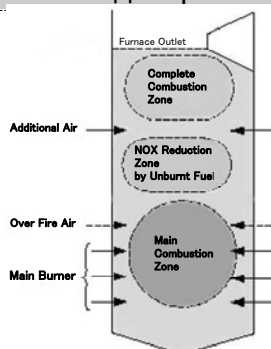 Furnace Outlet
Complete
Combustion
Zone
Additional Air
NOX Reduction
Zone
by Unburnt Fuel
Over Fire Air
Main
Combustion
Zone
Main Burner